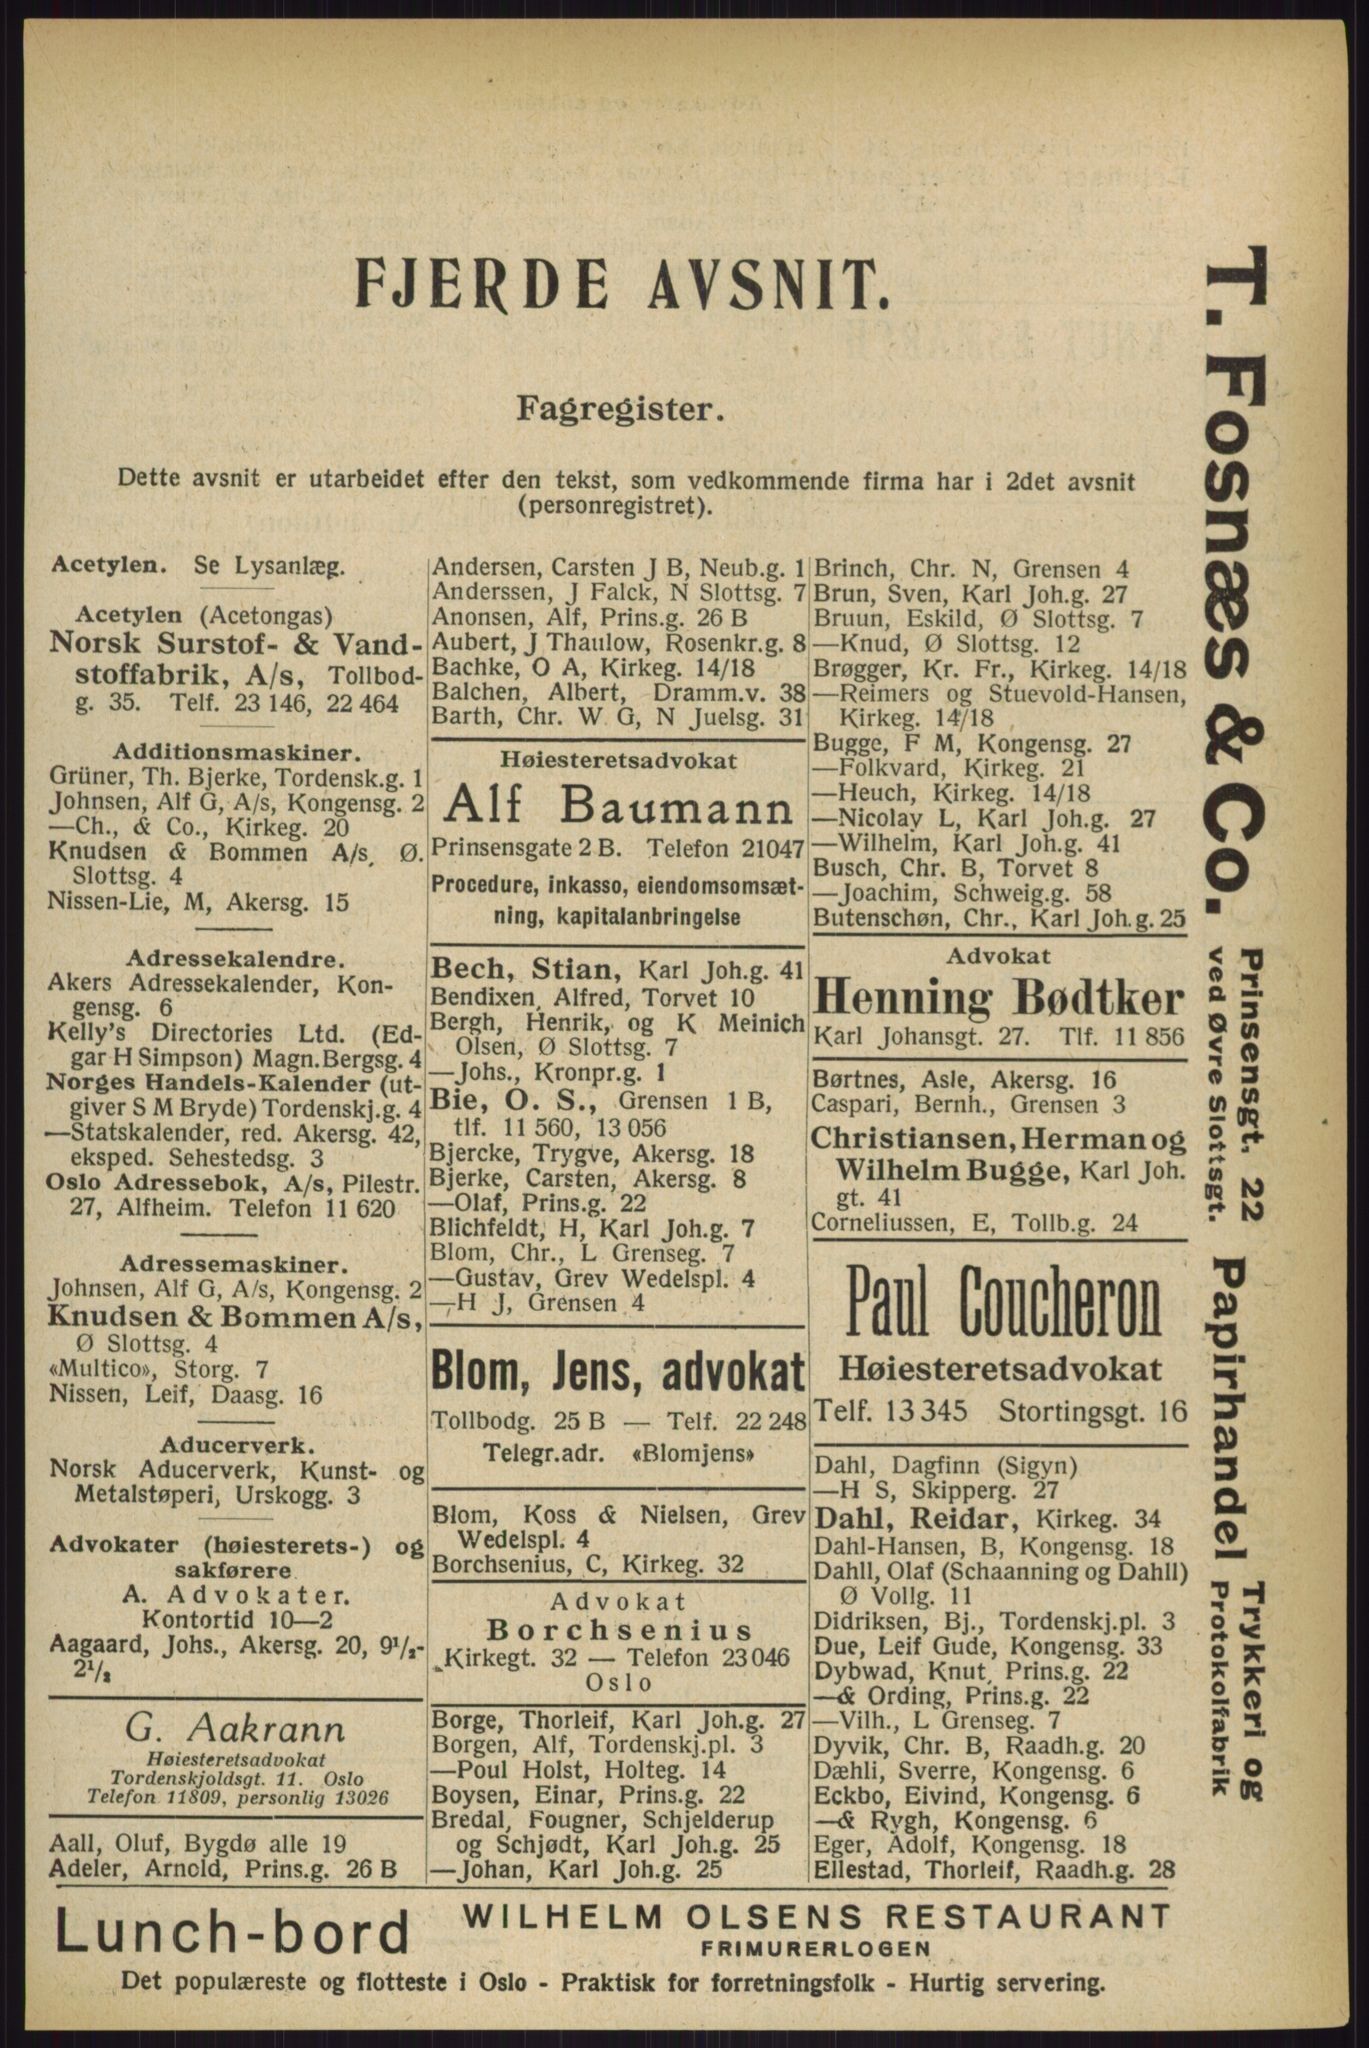 FJERDE AVSNIT.
Fagregister.
Dette avsnit er utarbeidet efter den tekst, som vedkommende firma har i 2det avsnit
(personregistret).
Acetylen. Se Lysanlæg.
Acetylen (Acetongas)
Norsk Surstof- & Vand-
stoffabrik, A/s, Tollbod-
g. 35. Telf. 23 146, 22 464
Additionsmaskiner.
Grüner, Th. Bjerke, Tordensk.g. 1
Johnsen, Alf G, A/s, Kongensg. 2
—Ch., & Co., Kirkeg. 20
Knudsen & Bommen A/s, Ø.
Slottsg. 4
Nissen-Lie, M, Akersg. 15
Adressekalendre.
Akers Adressekalender, Kon-
gensg. 6
Kelly's Directories Ltd. (Ed-
gar H Simpson) Magn.Bergsg. 4
Norges Handels-Kalender (ut-
giver S M Bryde) Tordenskj.g. 4
—Statskalender, red. Akersg. 42,
eksped. Sehestedsg. 3
Oslo Adressebok, A/s, Pilestr.
27, Alfheim. Telefon 11 620
Adressemaskiner.
Johnsen, Alf G, A/s, Kongensg. 2
Knudsen & Bommen A/s,
Ø Slottsg. 4
«Multico», Storg. 7
Nissen, Leif, Daasg. 16
Aducerverk.
Norsk Aducerverk, Kunst- og
Metalstøperi, Urskogg. 3
Advokater (høiesterets-) og
sakførere
A. Advokater.
Kontortid 10—2
Aagaard, Johs., Akersg. 20, 9½-
2½
G. Aakrann
Høiesteretsadvokat
Tordenskjoldsgt. 11. Oslo
Telefon 11809, personlig 13026
Aall, Oluf, Bygdø alle 19
Adeler, Arnold, Prins.g. 26 B
Andersen, Carsten J B, Neub.g. 1
Anderssen, J Falck, N Slottsg. 7
Anonsen, Alf, Prins.g. 26 B
Aubert, J Thaulow, Rosenkr.g. 8
Bachke, O A, Kirkeg. 14/18
Balchen, Albert, Dramm.v. 38
Barth, Chr. W G, N Juelsg. 31
Høiesteretsadvokat
Alf Baumann
Prinsensgate 2 B. Telefon 21047
Procedure, inkasso, eiendomsomsæt-
ning, kapitalanbringelse
Bech, Stian, Karl Joh.g. 41
Bendixen, Alfred, Torvet 10
Bergh, Henrik, og K Meinich
Olsen, Ø Slottsg. 7
—Johs., Kronpr.g. 1
Bie, O. S., Grensen 1 B,
tlf. 11 560, 13 056
Bjercke, Trygve, Akersg. 18
Bjerke, Carsten, Akersg. 8
—Olaf, Prins.g. 22
Blichfeldt, H, Karl Joh.g. 7
Blom, Chr., L Grenseg. 7
—Gustav, Grev Wedelspl. 4
—H J, Grensen 4
Blom, Jens, advokat
Tollbodg. 25 B — Telf. 22 248
Telegr.adr. «Blomjens»
Blom, Koss & Nielsen, Grev
Wedelspl. 4
Borchsenius, C, Kirkeg. 32
Advokat
Borchsenius
Kirkegt. 32 — Telefon 23 046
Oslo
Borge, Thorleif, Karl Joh.g. 27
Borgen, Alf, Tordenskj.pl. 3
—Poul Holst, Holteg. 14
Boysen, Einar, Prins.g. 22
Bredal, Fougner, Schjelderup
og Schjødt, Karl Joh.g. 25
—Johan, Karl Joh.g. 25
Brinch, Chr. N, Grensen 4
Brun, Sven, Karl Joh.g. 27
Bruun, Eskild, Ø Slottsg. 7
—Knud, Ø Slottsg. 12
Brøgger, Kr. Fr., Kirkeg. 14/18
—Reimers og Stuevold-Hansen,
Kirkeg. 14/18
Bugge, F M, Kongensg. 27
—Folkvard, Kirkeg. 21
—Heuch, Kirkeg. 14/18
—Nicolay L, Karl Joh.g. 27
—Wilhelm, Karl Joh.g. 41
Busch, Chr. B, Torvet 8
—Joachim, Schweig.g. 58
Butenschøn, Chr., Karl Joh.g. 25
Advokat
Henning Bødtker
Karl Johansgt. 27. Tlf. 11 856
Børtnes, Asle, Akersg. 16
Caspari, Bernh., Grensen 3
Christiansen, Herman og
Wilhelm Bugge, Karl Joh.
gt. 41
Corneliussen, E, Tollb.g. 24
Paul Coucheron
Høiesteretsadvokat
Telf. 13 345 Stortingsgt. 16
Dahl, Dagfinn (Sigyn)
—H S, Skipperg. 27
Dahl, Reidar, Kirkeg. 34
Dahl-Hansen, B, Kongensg. 18
Dahll, Olaf (Schaanning og Dahll)
Ø Vollg. 11
Didriksen, Bj., Tordenskj.pl. 3
Due, Leif Gude, Kongensg. 33
Dybwad, Knut, Prins.g. 22
—& Ording, Prins.g. 22
—Vilh., L Grenseg. 7
Dyvik, Chr. B, Raadh.g. 20
Dæhli, Sverre, Kongensg. 6
Eckbo, Eivind, Kongensg. 6
—& Rygh, Kongensg. 6
Eger, Adolf, Kongensg. 18
Ellestad, Thorleif, Raadh.g. 28
T. Fosnæs & Co.
Prinsensgt. 22
ved Øvre Slottsgt.
Papirhandel
Trykkeri og
Protokolfabrik
Lunch-bord
WILHELM OLSENS RESTAURANT
FRIMURERLOGEN
Det populæreste og flotteste i Oslo - Praktisk for forretningsfolk - Hurtig servering.